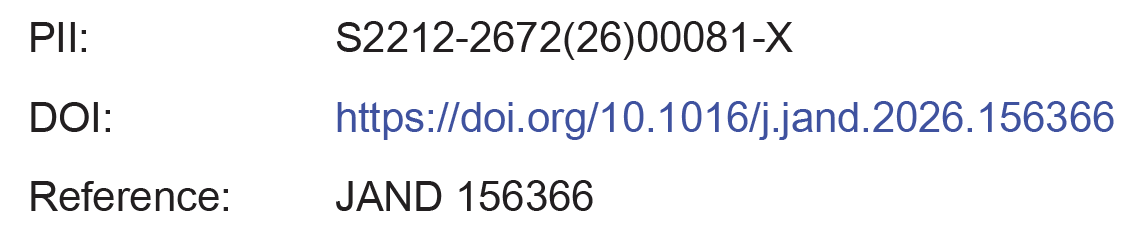 PII: S2212-2672(26)00081-X
DOI: https://doi.org/10.1016/j.jand.2026.156366
Reference: JAND 156366